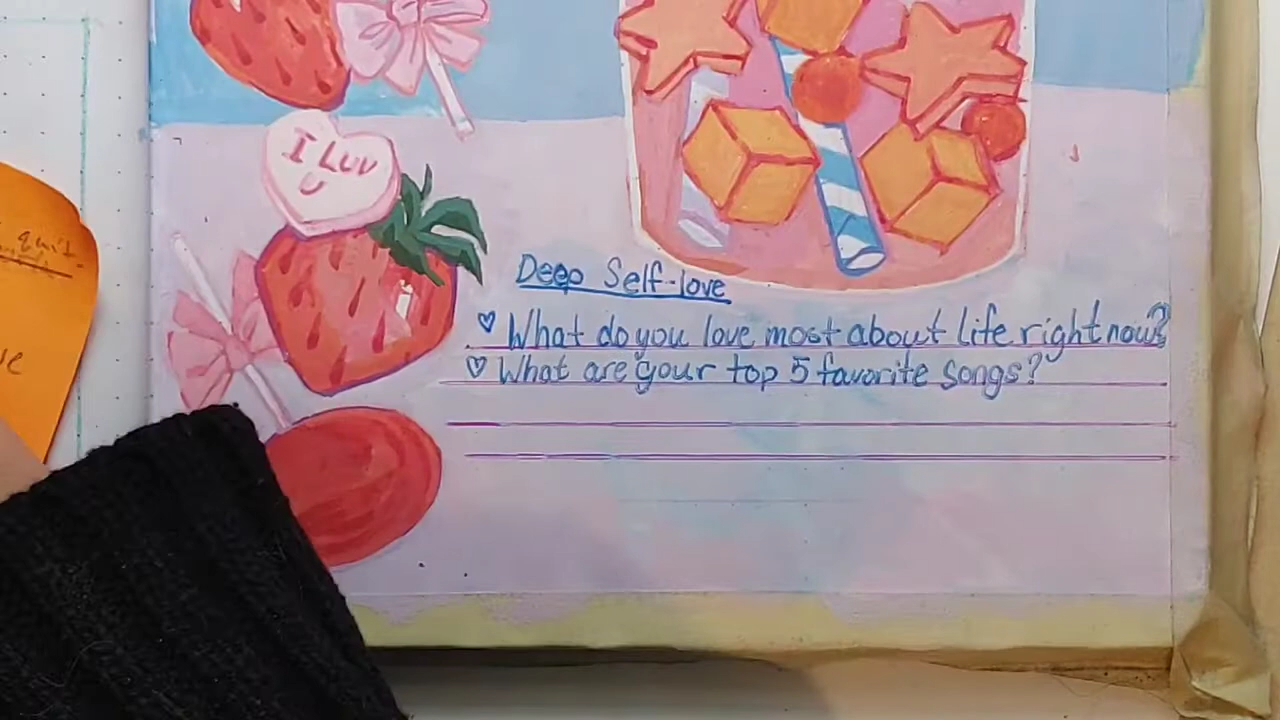 I Luv
Deep Self-love
What do you love most about life right now?
What are your top 5 favorite songs?